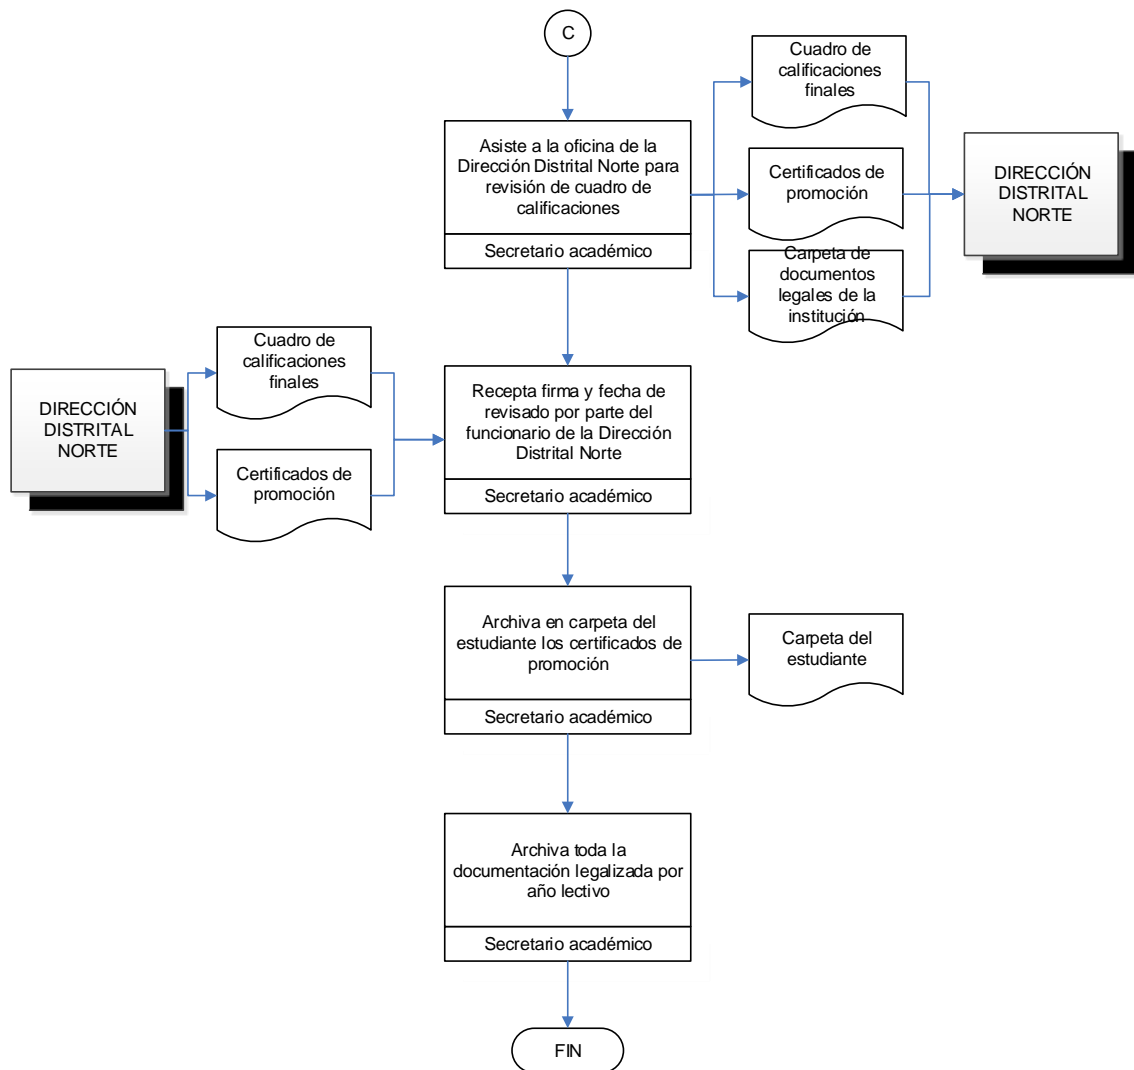 C
Asiste a la oficina de la
Dirección Distrital Norte para
revisión de cuadro de
calificaciones
Secretario académico
Cuadro de
calificaciones
finales
Certificados de
promoción
Carpeta de
documentos
legales de la
institución
DIRECCIÓN
DISTRITAL
NORTE
DIRECCIÓN
DISTRITAL
NORTE
Cuadro de
calificaciones
finales
Certificados de
promoción
Recepta firma y fecha de
revisado por parte del
funcionario de la Dirección
Distrital Norte
Secretario académico
Archiva en carpeta del
estudiante los certificados de
promoción
Secretario académico
Carpeta del
estudiante
Archiva toda la
documentación legalizada por
año lectivo
Secretario académico
FIN